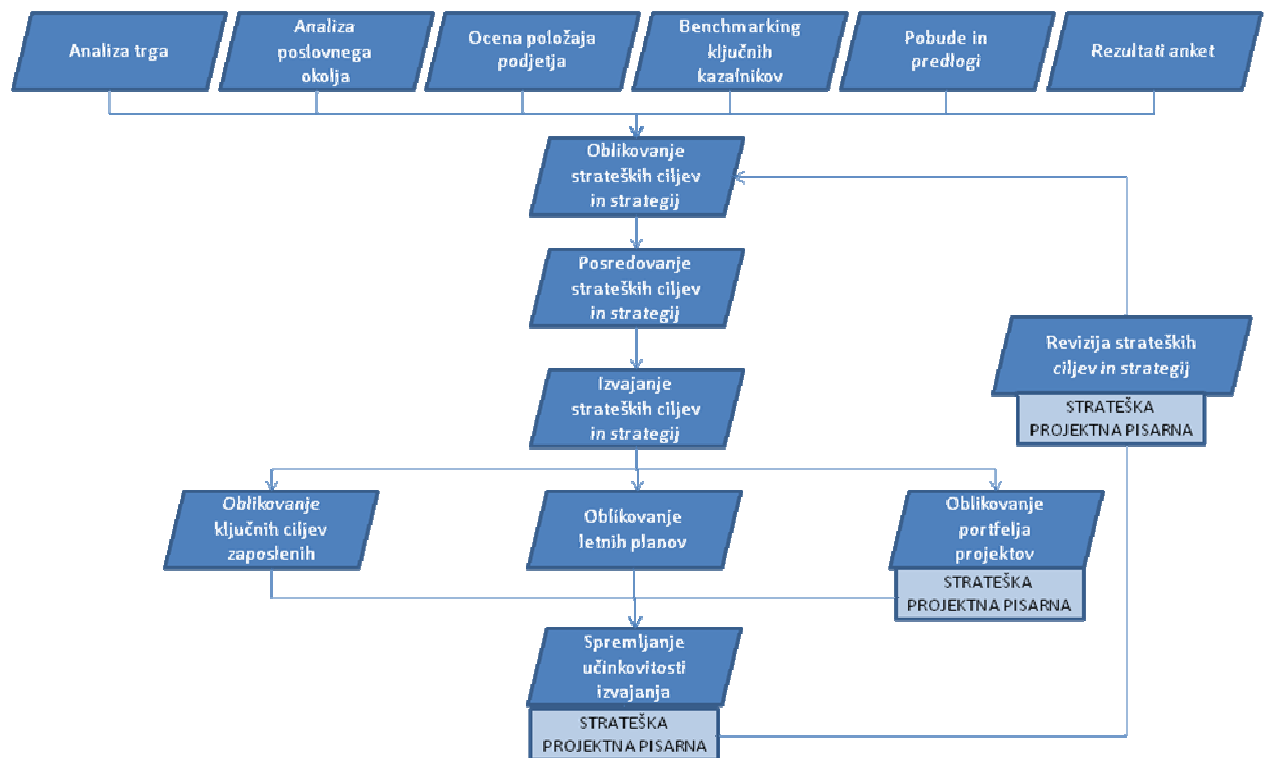 Analiza trga
Analiza
poslovnega
okolja
Ocena položaja
podjetja
Benchmarking
ključnih
kazalnikov
Pobude in
predlogi
Rezultati anket
Oblikovanje
strateških ciljev
in strategij
Posredovanje
strateških ciljev
in strategij
Revizija strateških
ciljev in strategij
STRATEŠKA
PROJEKTNA PISARNA
Izvajanje
strateških ciljev
in strategij
Oblikovanje
ključnih ciljev
zaposlenih
Oblikovanje
letnih planov
Oblikovanje
portfelja
projektov
STRATEŠKA
PROJEKTNA PISARNA
Spremljanje
učinkovitosti
izvajanja
STRATEŠKA
PROJEKTNA PISARNA